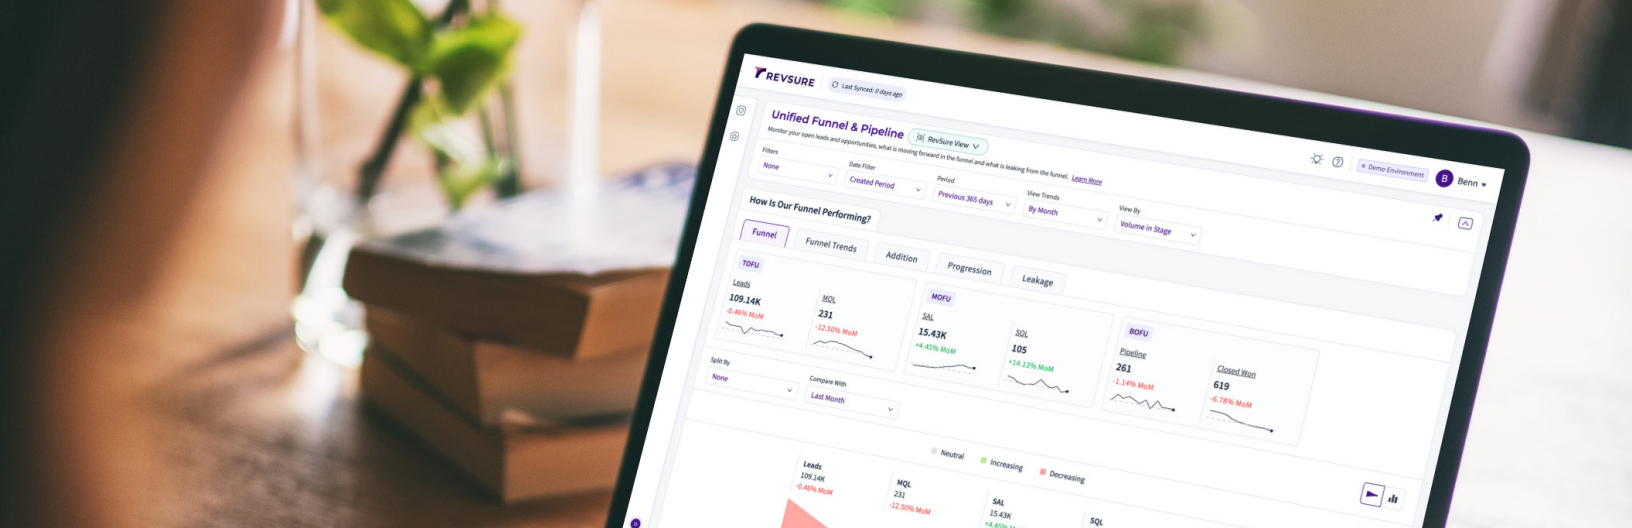 REVSURE
Last Synced: 0 days ago
Demo Environment
B
Benn
Unified Funnel & Pipeline
RevSure View
Monitor your open leads and opportunities, what is moving forward in the funnel and what is leaking from the funnel. Learn More
Filters
None
Date Filter
Created Period
Period
Previous 365 days
View Trends
By Month
View By
Volume in Stage
How Is Our Funnel Performing?
Funnel
Funnel Trends
Addition
Progression
Leakage
TOFU
Leads
109.14K
-0.46% MoM
MQL
231
-12.50% MoM
MOFU
SAL
15.43K
+4.45% MoM
SQL
105
+14.13% MoM
BOFU
Pipeline
261
-1.14% MoM
Closed Won
619
-6.78% MoM
Split By
None
Compare With
Last Month
Neutral
Increasing
Decreasing
Leads
109.14K
-0.46% MoM
MQL
231
-12.50% MoM
SAL
15.43K
+4.45% MoM
SQL